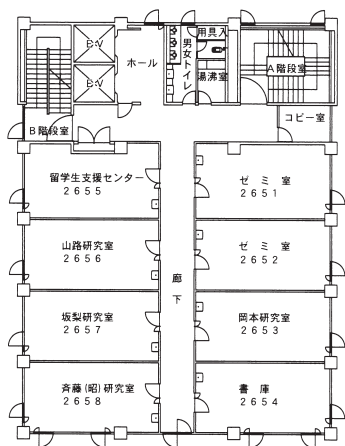 用具入
EV
ホール
男女トイレ
湯沸室
A階段室
EV
コピー室
B階段室
留学生支援センター
2655
ゼミ室
2651
山路研究室
2656
ゼミ室
2652
廊下
坂梨研究室
2657
岡本研究室
2653
斉藤(昭)研究室
2658
書庫
2654